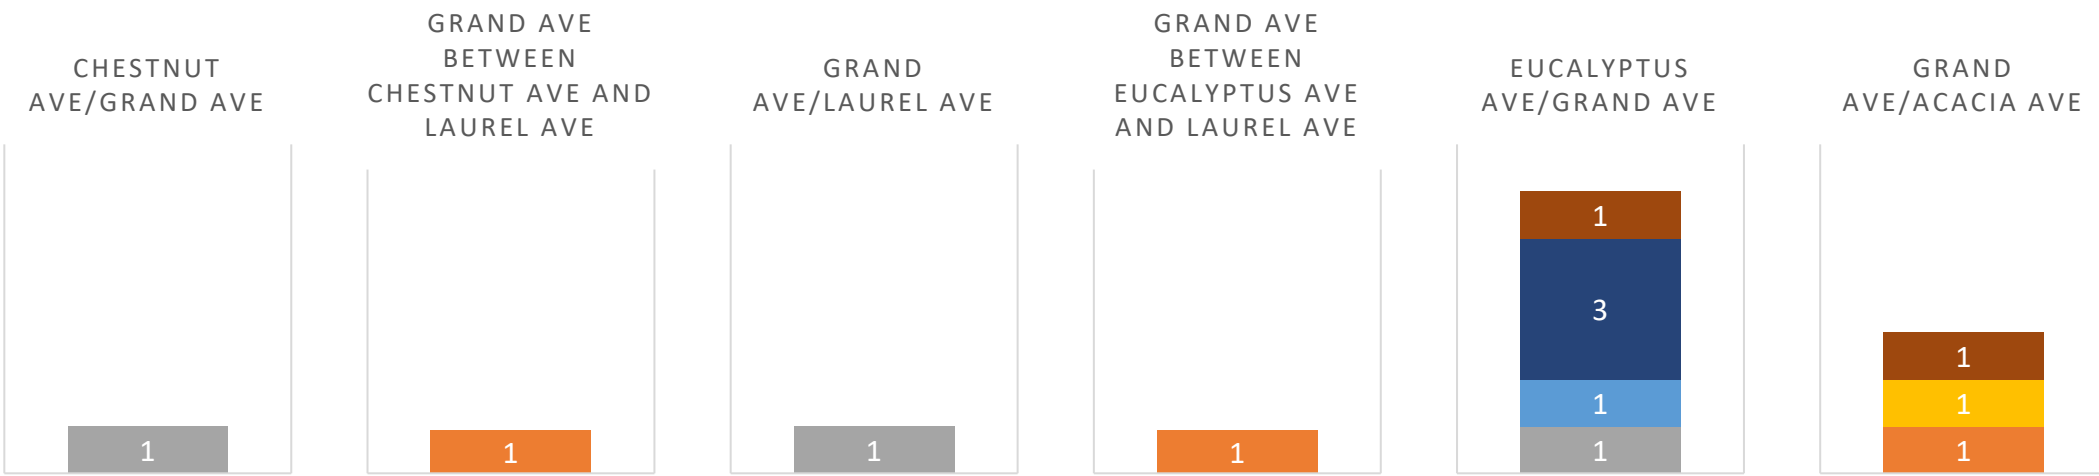 CHESTNUT
AVE/GRAND AVE
1
GRAND AVE
BETWEEN
CHESTNUT AVE AND
LAUREL AVE
1
GRAND
AVE/LAUREL AVE
1
GRAND AVE
BETWEEN
EUCALYPTUS AVE
AND LAUREL AVE
1
EUCALYPTUS
AVE/GRAND AVE
1
3
1
1
GRAND
AVE/ACACIA AVE
1
1
1